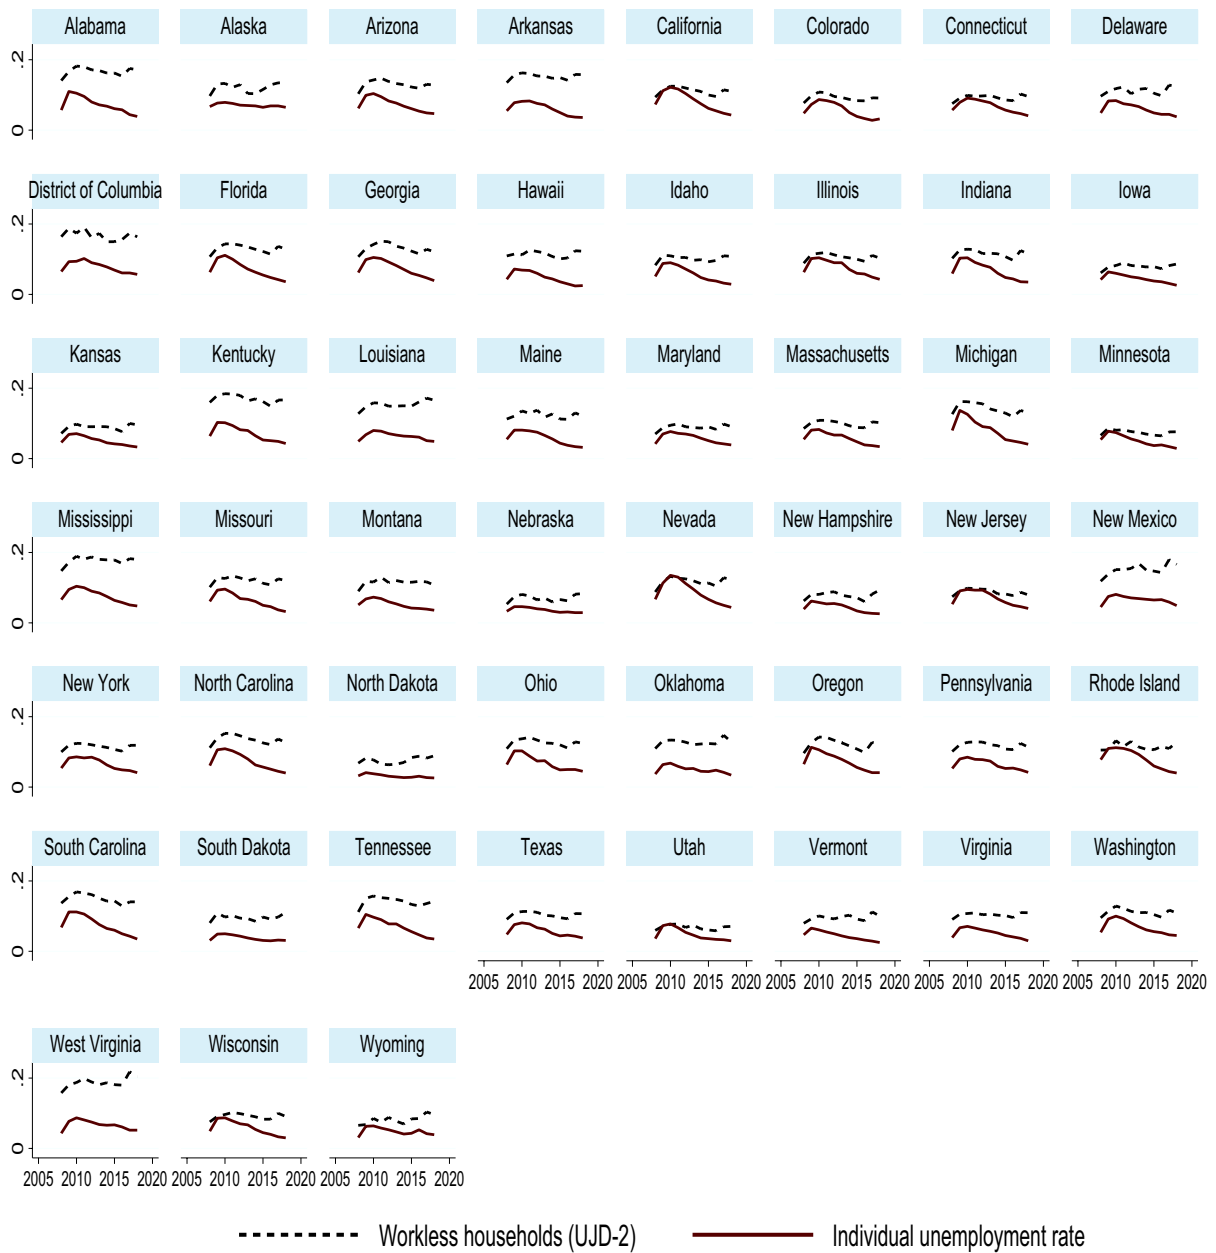 Alabama Alaska Arizona Arkansas California Colorado Connecticut Delaware
.2
0
District of Columbia Florida Georgia Hawaii Idaho Illinois Indiana Iowa
.2
0
Kansas Kentucky Louisiana Maine Maryland Massachusetts Michigan Minnesota
.2
0
Mississippi Missouri Montana Nebraska Nevada New Hampshire New Jersey New Mexico
.2
0
New York North Carolina North Dakota Ohio Oklahoma Oregon Pennsylvania Rhode Island
.2
0
South Carolina South Dakota Tennessee Texas Utah Vermont Virginia Washington
.2
0
2005 2010 2015 2020 2005 2010 2015 2020 2005 2010 2015 2020 2005 2010 2015 2020 2005 2010 2015 2020
West Virginia Wisconsin Wyoming
.2
0
2005 2010 2015 2020 2005 2010 2015 2020 2005 2010 2015 2020
Workless households (UJD-2) Individual unemployment rate